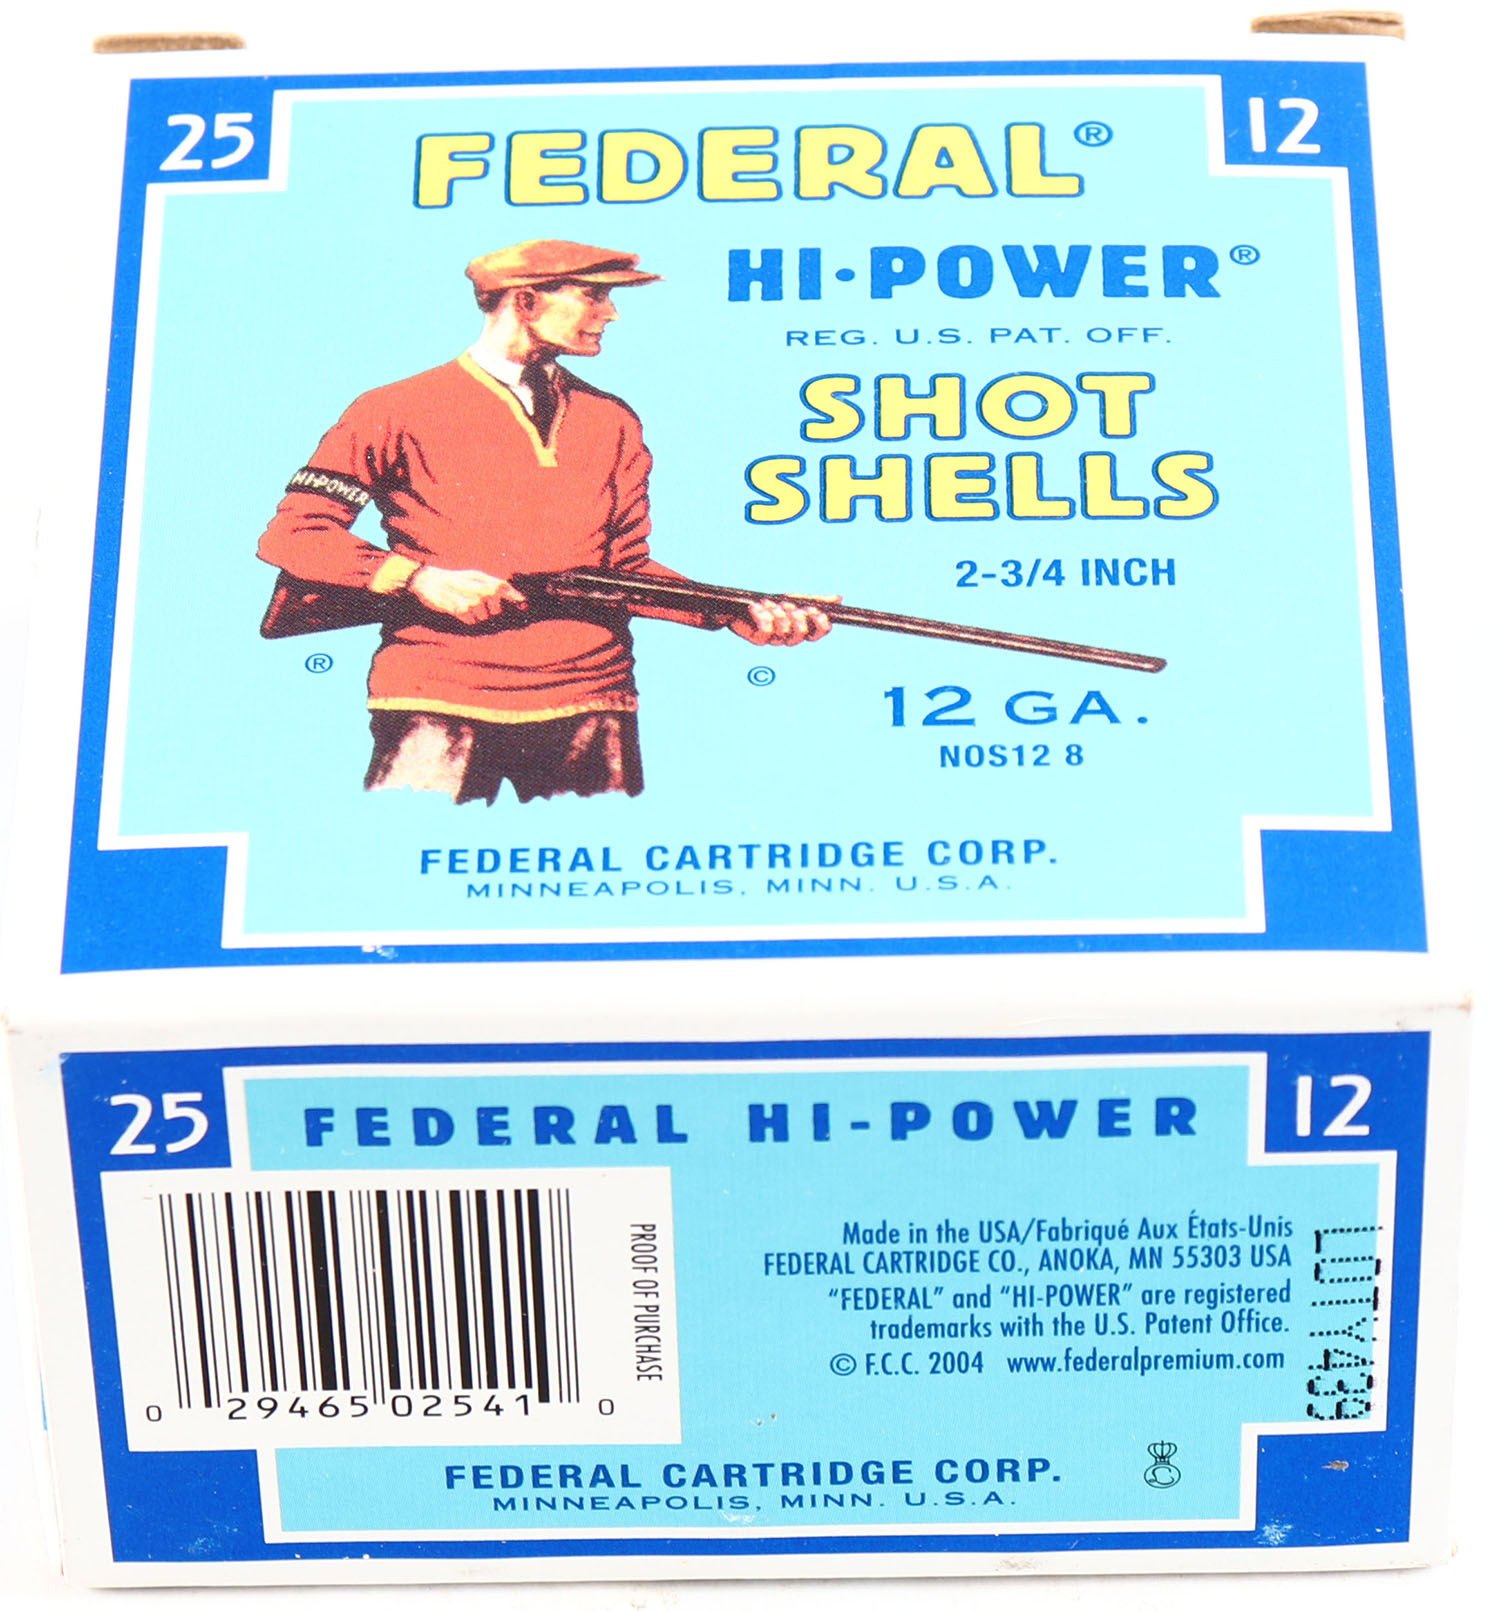 25
12
FEDERAL®
HI·POWER®
REG. U.S. PAT. OFF.
SHOT
SHELLS
HI-POWER
2-3/4 INCH
®
©
12 GA.
NOS12 8
FEDERAL CARTRIDGE CORP.
MINNEAPOLIS, MINN. U.S.A.
25
FEDERAL HI-POWER
12
PROOF OF PURCHASE
0 29465 02541 0
Made in the USA/Fabriqué Aux États-Unis
FEDERAL CARTRIDGE CO., ANOKA, MN 55303 USA
"FEDERAL" and "HI-POWER" are registered
trademarks with the U.S. Patent Office.
© F.C.C. 2004 www.federalpremium.com
FEDERAL CARTRIDGE CORP.
MINNEAPOLIS, MINN. U.S.A.